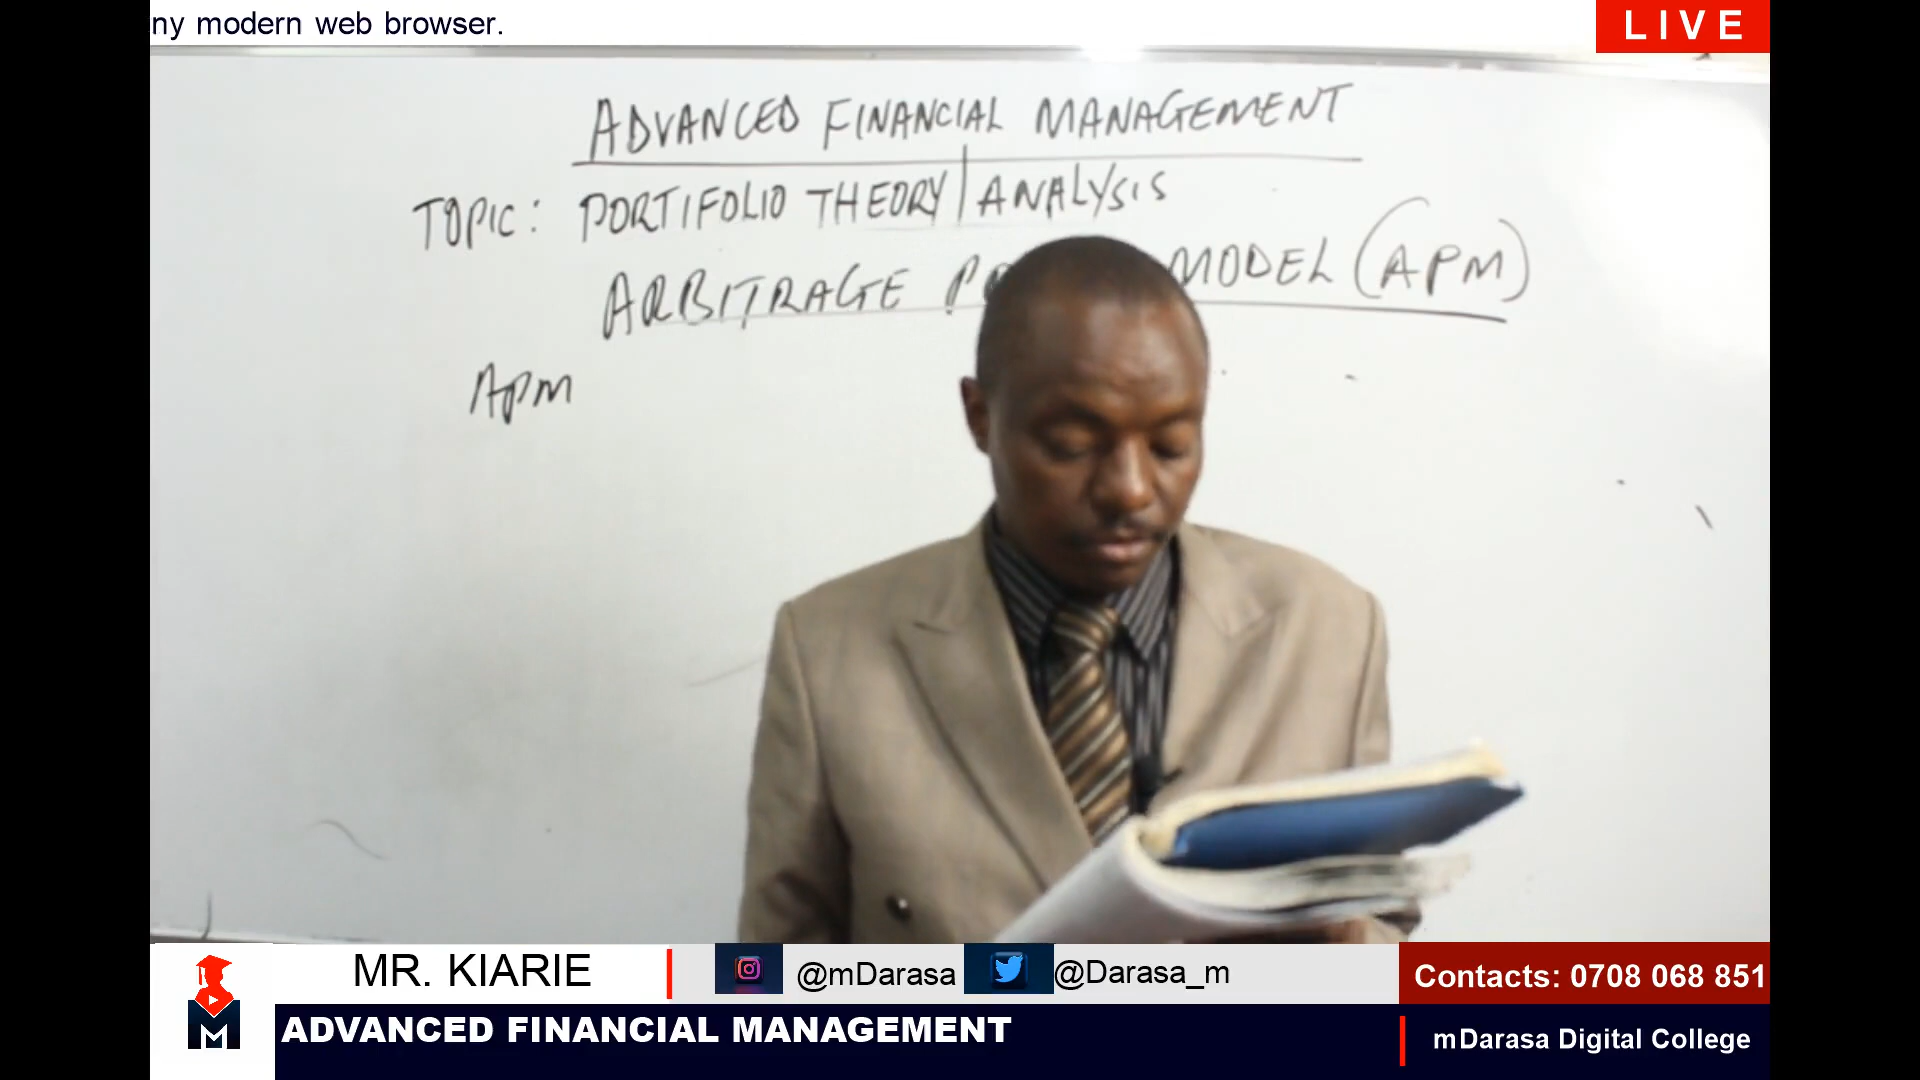 ny modern web browser.
LIVE
ADVANCED FINANCIAL MANAGEMENT
TOPIC: PORTIFOLIO THEORY/ANALYSIS
ARBITRAGE MODEL (APM)
APM
MR. KIARIE
@mDarasa
@Darasa_m
Contacts: 0708 068 851
M
ADVANCED FINANCIAL MANAGEMENT
mDarasa Digital College